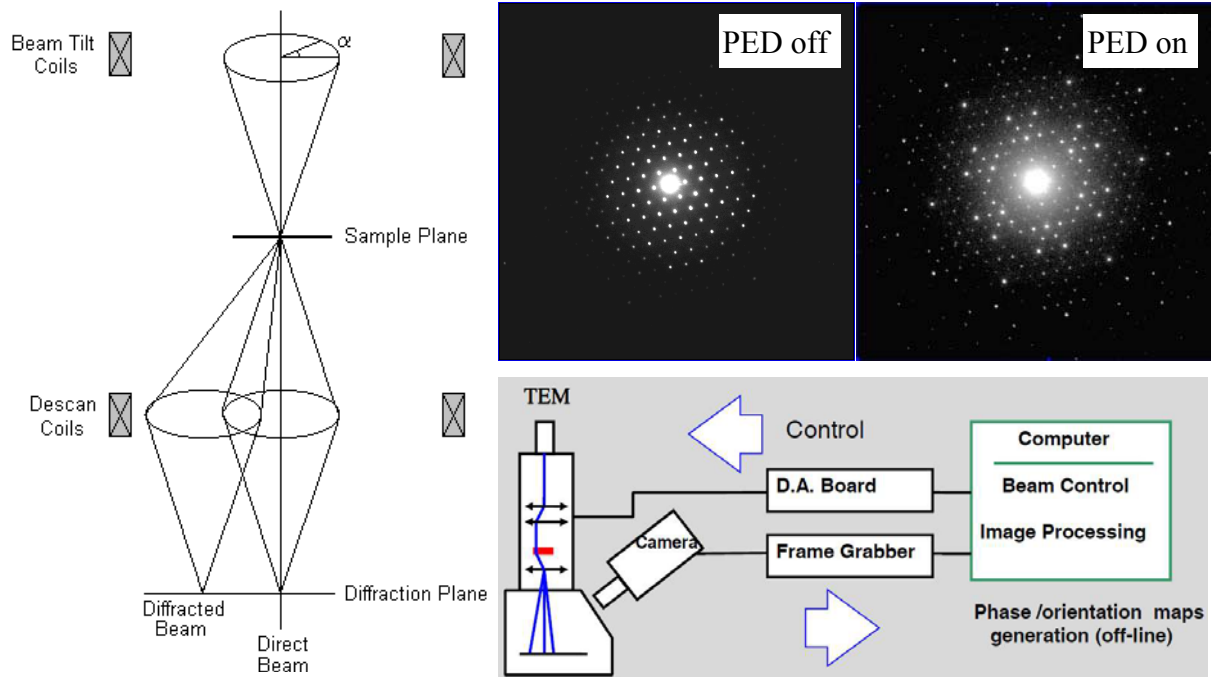 Beam Tilt
Coils
α
Sample Plane
Descan
Coils
Diffraction Plane
Diffracted
Beam
Direct
Beam
PED off
PED on
TEM
Control
Computer
D.A. Board
Beam Control
Camera
Image Processing
Frame Grabber
Phase /orientation maps
generation (off-line)